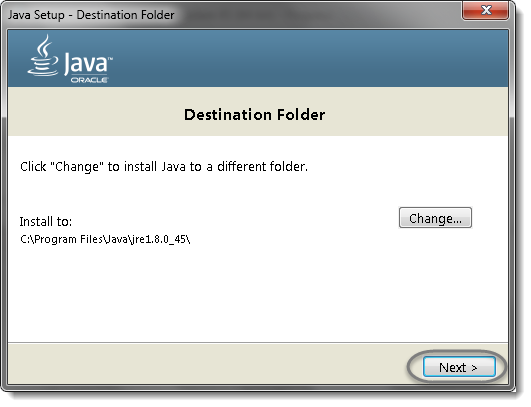 Java Setup - Destination Folder
Java™
ORACLE
Destination Folder
Click "Change" to install Java to a different folder.
Install to:
Change...
C:\Program Files\Java\jre1.8.0_45\
Next >